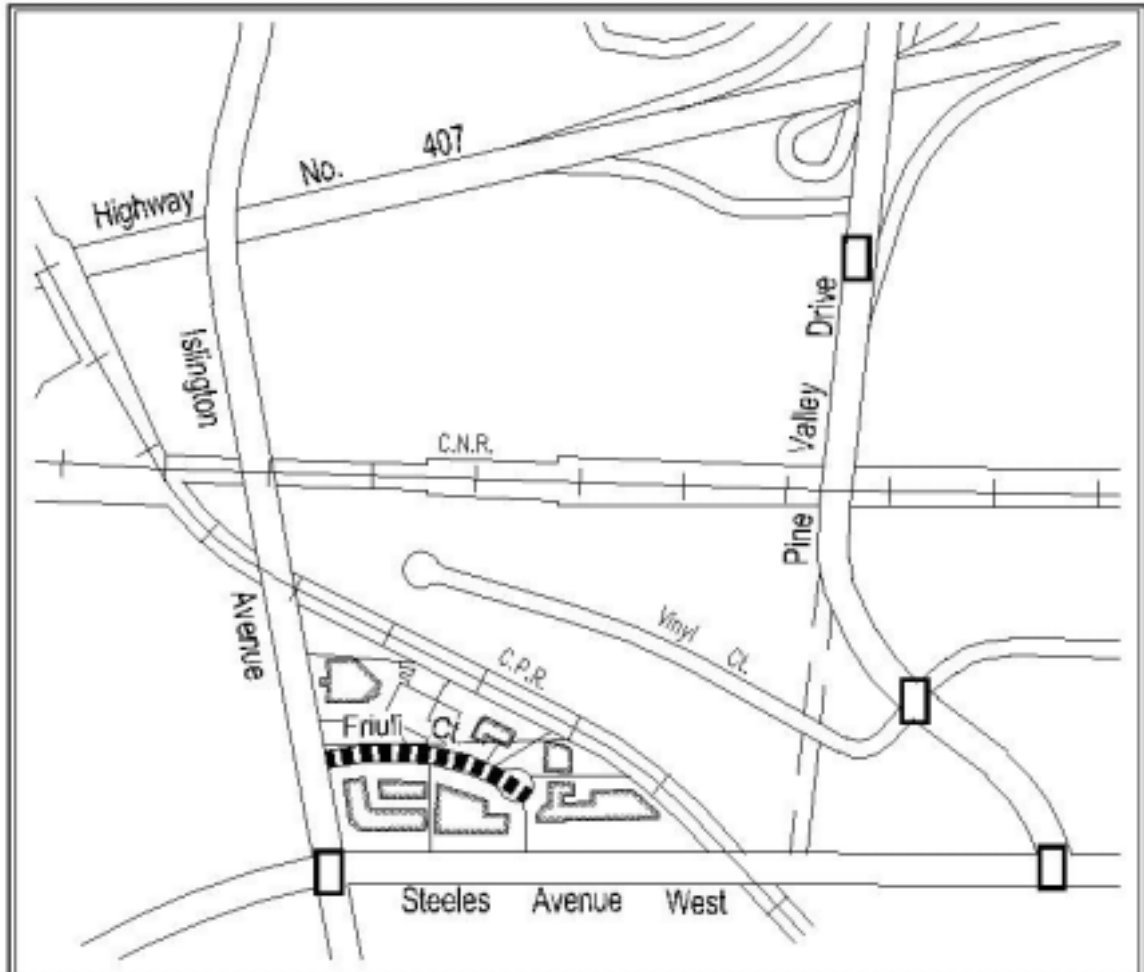 Highway No. 407
Islington Avenue
Pine Valley Drive
C.N.R.
Vinyl Ct.
C.P.R.
Friuli Ct
Steeles Avenue West